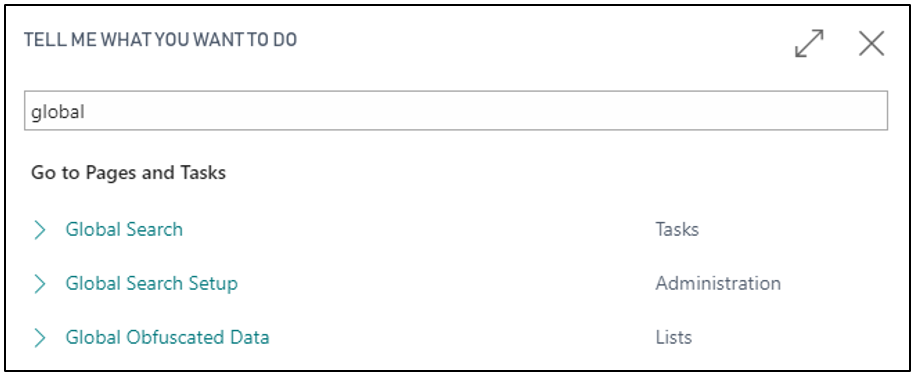 TELL ME WHAT YOU WANT TO DO
global
Go to Pages and Tasks
Global Search Tasks
Global Search Setup Administration
Global Obfuscated Data Lists